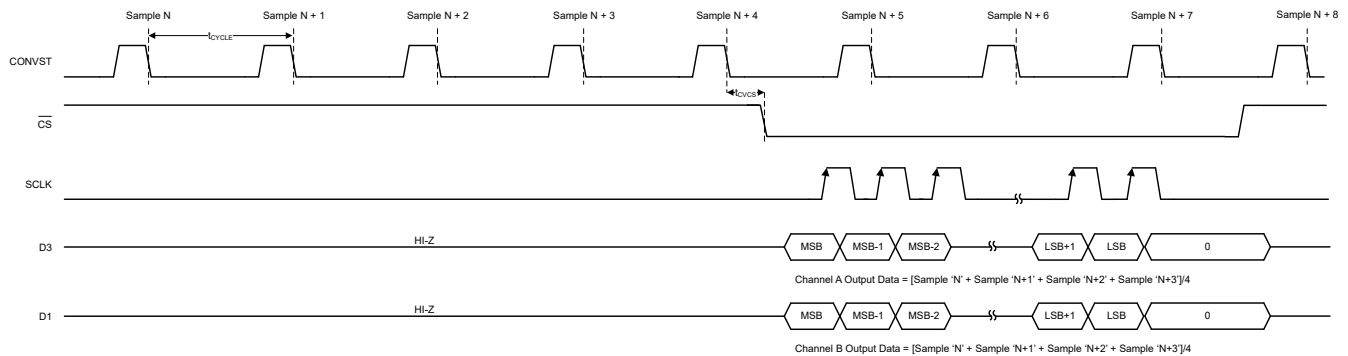 Sample N Sample N + 1 Sample N + 2 Sample N + 3 Sample N + 4 Sample N + 5 Sample N + 6 Sample N + 7 Sample N + 8
tCYCLE
CONVST
tCVCS
CS
SCLK
D3 HI-Z MSB MSB-1 MSB-2 LSB+1 LSB 0
Channel A Output Data = [Sample ‘N’ + Sample ‘N+1’ + Sample ‘N+2’ + Sample ‘N+3’]/4
D1 HI-Z MSB MSB-1 MSB-2 LSB+1 LSB 0
Channel B Output Data = [Sample ‘N’ + Sample ‘N+1’ + Sample ‘N+2’ + Sample ‘N+3’]/4